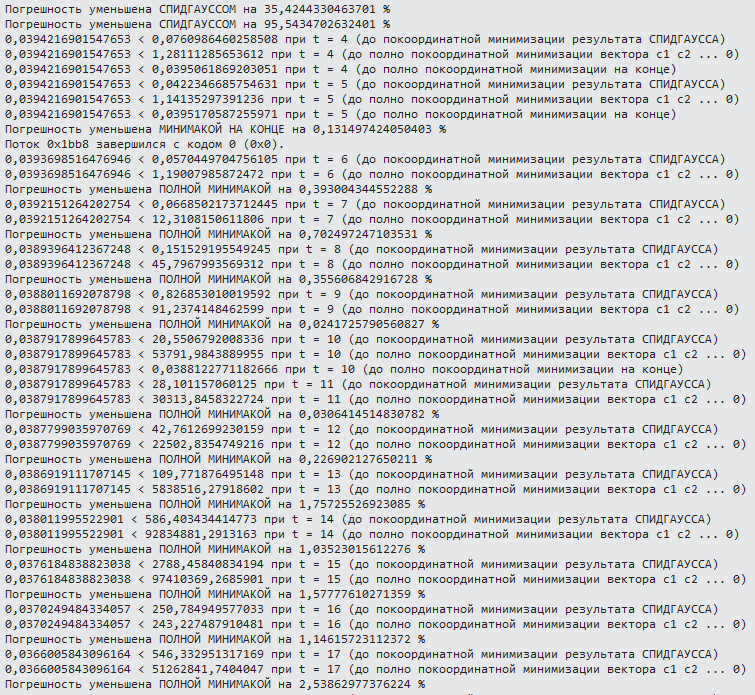 Погрешность уменьшена СПИДГАУССОМ на 35,4244330463701 %
Погрешность уменьшена СПИДГАУССОМ на 95,5434702632401 %
0,0394216901547653 < 0,0760986460258508 при t = 4 (до покоординатной минимизации результата СПИДГАУССА)
0,0394216901547653 < 1,28111285653612 при t = 4 (до полно покоординатной минимизации вектора c1 c2 ... 0)
0,0394216901547653 < 0,0395061869203051 при t = 4 (до полно покоординатной минимизации на конце)
0,0394216901547653 < 0,0422346685754631 при t = 5 (до покоординатной минимизации результата СПИДГАУССА)
0,0394216901547653 < 1,14135297391236 при t = 5 (до полно покоординатной минимизации вектора c1 c2 ... 0)
0,0394216901547653 < 0,0395170587255971 при t = 5 (до полно покоординатной минимизации на конце)
Погрешность уменьшена МИНИМАКОЙ НА КОНЦЕ на 0,131497424050403 %
Поток 0x1bb8 завершился с кодом 0 (0x0).
0,0393698516476946 < 0,0570449704756105 при t = 6 (до покоординатной минимизации результата СПИДГАУССА)
0,0393698516476946 < 1,19007985872472 при t = 6 (до полно покоординатной минимизации вектора c1 c2 ... 0)
Погрешность уменьшена ПОЛНОЙ МИНИМАКОЙ на 0,393004344552288 %
0,0392151264202754 < 0,0668502173712445 при t = 7 (до покоординатной минимизации результата СПИДГАУССА)
0,0392151264202754 < 12,3108150611806 при t = 7 (до полно покоординатной минимизации вектора c1 c2 ... 0)
Погрешность уменьшена ПОЛНОЙ МИНИМАКОЙ на 0,702497247103531 %
0,0389396412367248 < 0,151529195549245 при t = 8 (до покоординатной минимизации результата СПИДГАУССА)
0,0389396412367248 < 45,7967993569312 при t = 8 (до полно покоординатной минимизации вектора c1 c2 ... 0)
Погрешность уменьшена ПОЛНОЙ МИНИМАКОЙ на 0,355606842916728 %
0,0388011692078798 < 0,826853010019592 при t = 9 (до покоординатной минимизации результата СПИДГАУССА)
0,0388011692078798 < 91,2374148462599 при t = 9 (до полно покоординатной минимизации вектора c1 c2 ... 0)
Погрешность уменьшена ПОЛНОЙ МИНИМАКОЙ на 0,0241725790560827 %
0,0387917899645783 < 20,5506792008336 при t = 10 (до покоординатной минимизации результата СПИДГАУССА)
0,0387917899645783 < 53791,9843889955 при t = 10 (до полно покоординатной минимизации вектора c1 c2 ... 0)
0,0387917899645783 < 0,0388122771182666 при t = 10 (до полно покоординатной минимизации на конце)
0,0387917899645783 < 28,101157060125 при t = 11 (до покоординатной минимизации результата СПИДГАУССА)
0,0387917899645783 < 30313,8458322724 при t = 11 (до полно покоординатной минимизации вектора c1 c2 ... 0)
Погрешность уменьшена ПОЛНОЙ МИНИМАКОЙ на 0,0306414514830782 %
0,0387799035970769 < 42,7612699230159 при t = 12 (до покоординатной минимизации результата СПИДГАУССА)
0,0387799035970769 < 22502,8354749216 при t = 12 (до полно покоординатной минимизации вектора c1 c2 ... 0)
Погрешность уменьшена ПОЛНОЙ МИНИМАКОЙ на 0,226902127650211 %
0,0386919111707145 < 109,771876495148 при t = 13 (до покоординатной минимизации результата СПИДГАУССА)
0,0386919111707145 < 5838516,27918602 при t = 13 (до полно покоординатной минимизации вектора c1 c2 ... 0)
Погрешность уменьшена ПОЛНОЙ МИНИМАКОЙ на 1,75725526923085 %
0,038011995522901 < 586,403434414773 при t = 14 (до покоординатной минимизации результата СПИДГАУССА)
0,038011995522901 < 92834881,2913163 при t = 14 (до полно покоординатной минимизации вектора c1 c2 ... 0)
Погрешность уменьшена ПОЛНОЙ МИНИМАКОЙ на 1,03523015612276 %
0,0376184838823038 < 2788,45840834194 при t = 15 (до покоординатной минимизации результата СПИДГАУССА)
0,0376184838823038 < 97410369,2685901 при t = 15 (до полно покоординатной минимизации вектора c1 c2 ... 0)
Погрешность уменьшена ПОЛНОЙ МИНИМАКОЙ на 1,57777610271359 %
0,0370249484334057 < 250,784949577033 при t = 16 (до покоординатной минимизации результата СПИДГАУССА)
0,0370249484334057 < 243,227487910481 при t = 16 (до полно покоординатной минимизации вектора c1 c2 ... 0)
Погрешность уменьшена ПОЛНОЙ МИНИМАКОЙ на 1,14615723112372 %
0,0366005843096164 < 546,332951317169 при t = 17 (до покоординатной минимизации результата СПИДГАУССА)
0,0366005843096164 < 51262841,7404047 при t = 17 (до полно покоординатной минимизации вектора c1 c2 ... 0)
Погрешность уменьшена ПОЛНОЙ МИНИМАКОЙ на 2,53862977376224 %